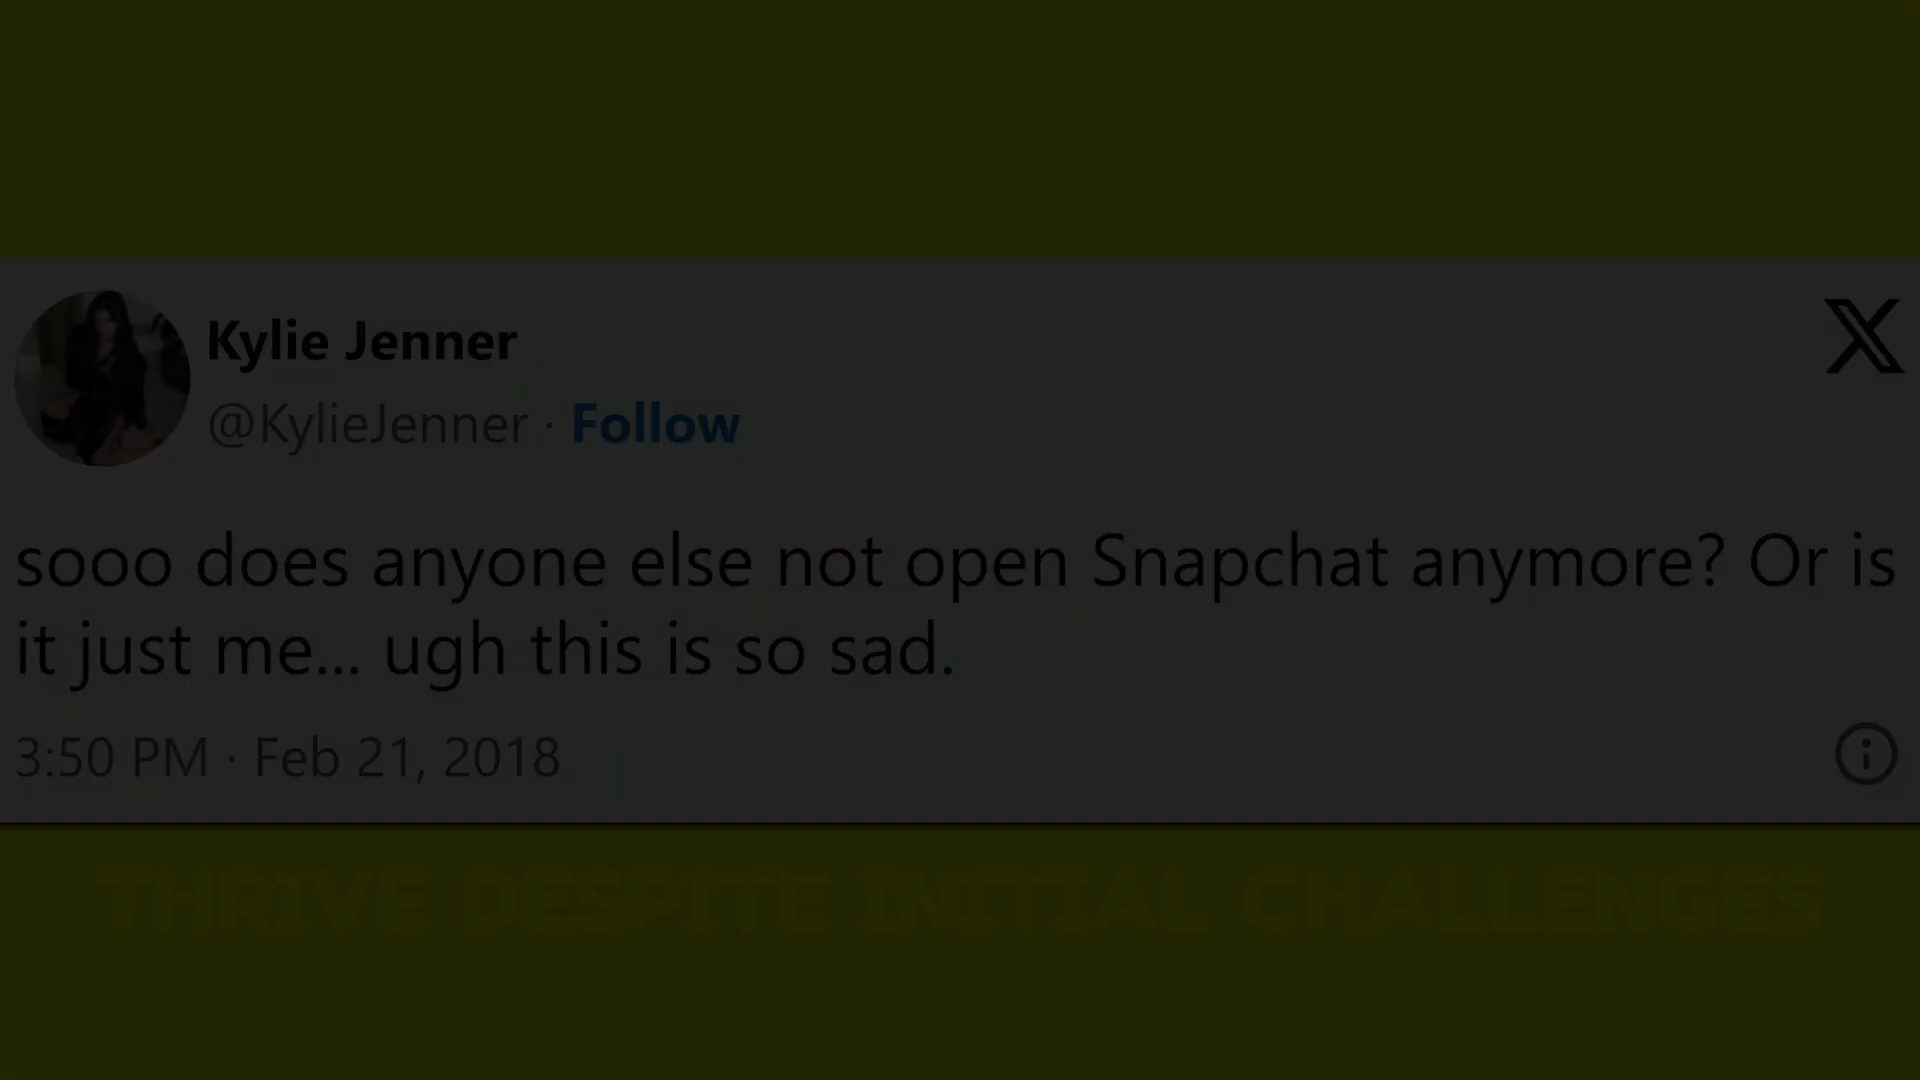 Kylie Jenner
@KylieJenner · Follow
sooo does anyone else not open Snapchat anymore? Or is
it just me... ugh this is so sad.
3:50 PM · Feb 21, 2018
THRIVE DESPITE INITIAL CHALLENGES